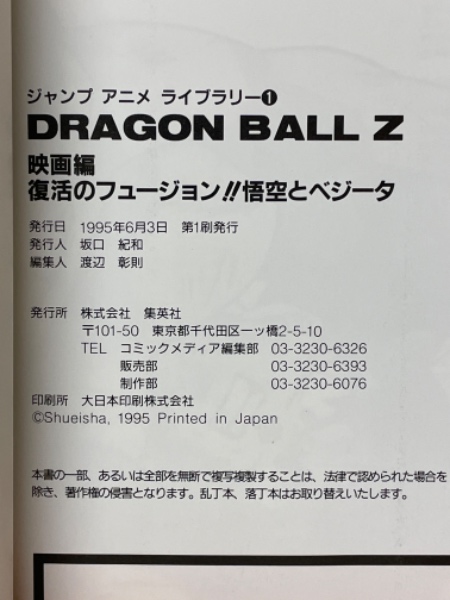 ジャンプ アニメ ライブラリー❶
DRAGON BALL Z
映画編
復活のフュージョン!!悟空とベジータ
発行日 1995年6月3日 第1刷発行
発行人 坂口 紀和
編集人 渡辺 彰則
発行所 株式会社 集英社
〒101-50 東京都千代田区一ッ橋2-5-10
TEL コミックメディア編集部 03-3230-6326
販売部 03-3230-6393
制作部 03-3230-6076
印刷所 大日本印刷株式会社
©Shueisha, 1995 Printed in Japan
本書の一部、あるいは全部を無断で複写複製することは、法律で認められた場合を
除き、著作権の侵害となります。乱丁本、落丁本はお取り替えいたします。